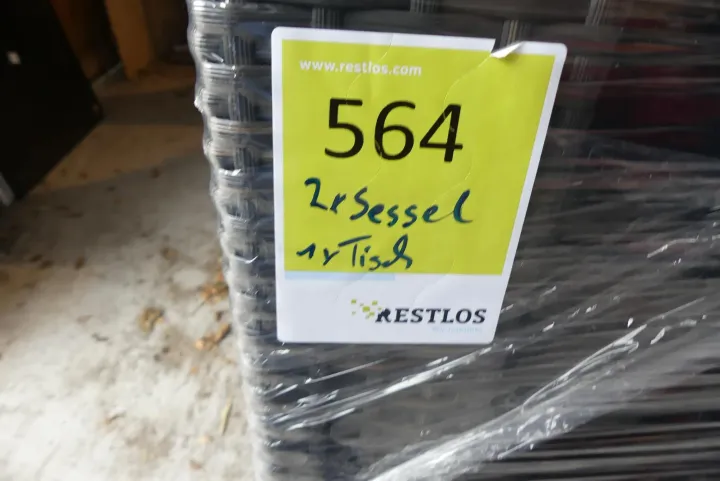 www.restlos.com
564
2x Sessel
1x Tisch
RESTLOS